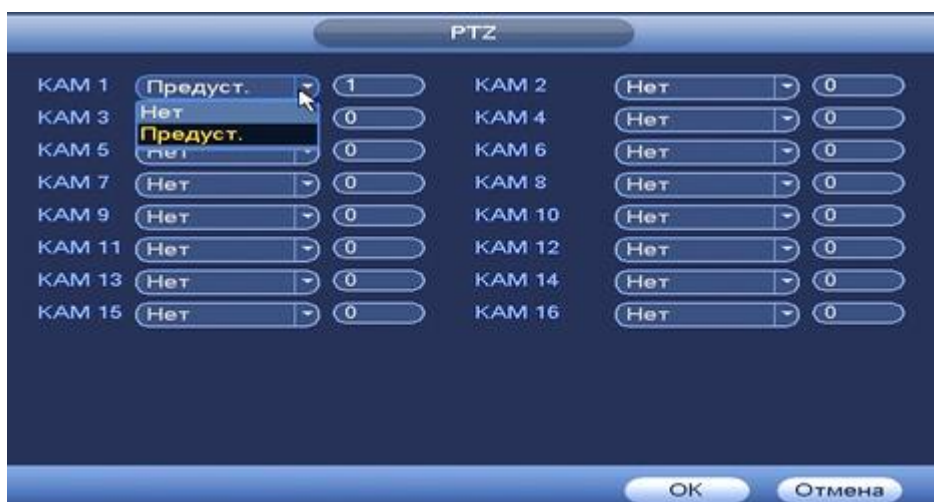 PTZ
КАМ 1 Предуст. 1 КАМ 2 Нет 0
КАМ 3 Нет 0 КАМ 4 Нет 0
Предуст.
КАМ 5 Нет 0 КАМ 6 Нет 0
КАМ 7 Нет 0 КАМ 8 Нет 0
КАМ 9 Нет 0 КАМ 10 Нет 0
КАМ 11 Нет 0 КАМ 12 Нет 0
КАМ 13 Нет 0 КАМ 14 Нет 0
КАМ 15 Нет 0 КАМ 16 Нет 0
ОК Отмена